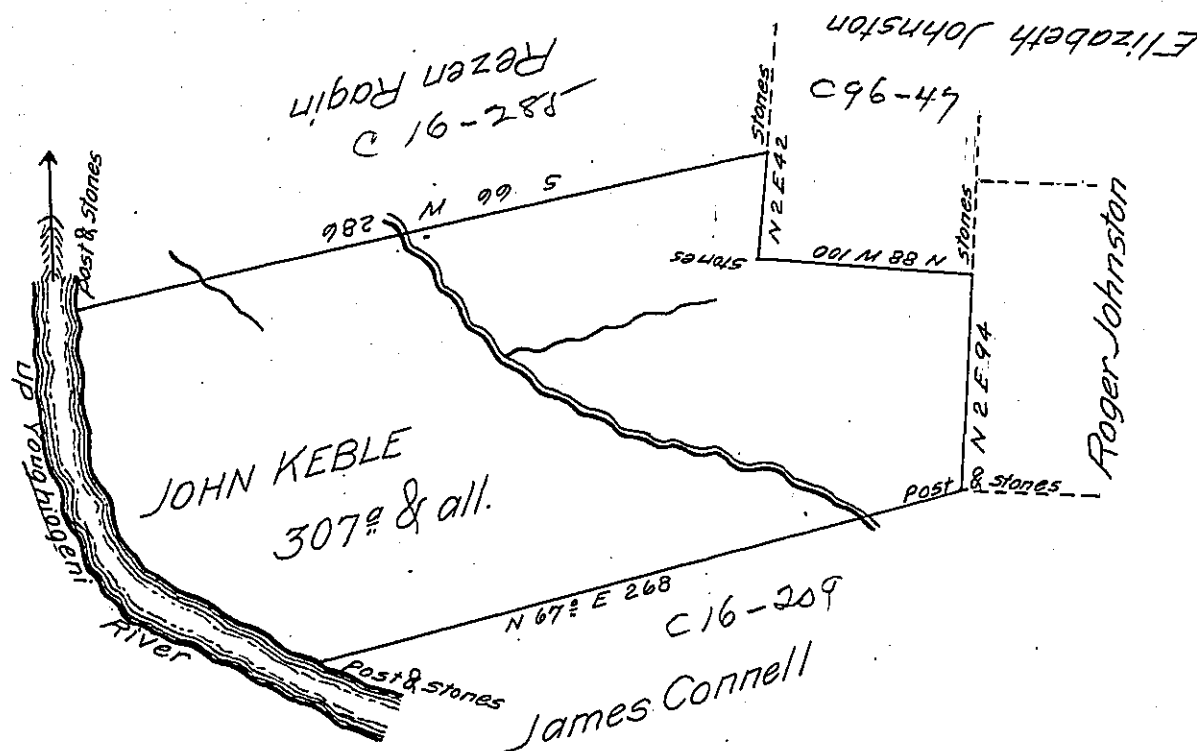 Elizabeth Johnston
C96-47
Rezen Ragin
C 16-287
Stones
N 2 E 42
S 66 W 286
Post & stones
Stones
N 88 W 100
Stones
N 2 E 94
Roger Johnston
up Youghiogeni
River
JOHN KEBLE
307ª & all.
Post & stones
N 67º E 268
C16-209
Post & stones
James Connell